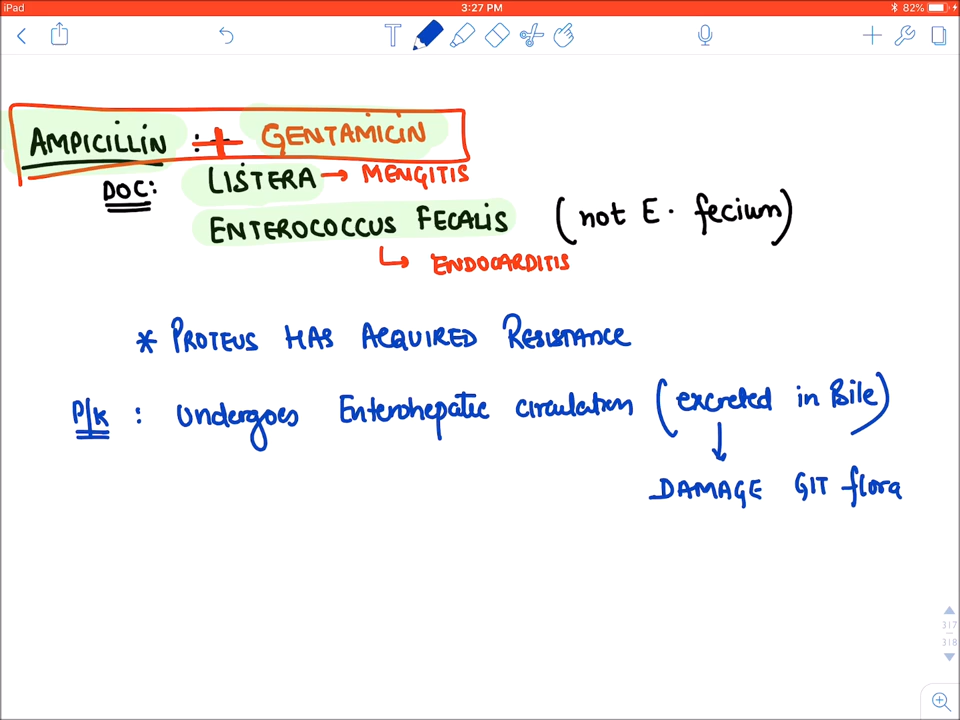 iPad 3:27 PM 82%
T
AMPICILLIN : + GENTAMICIN
DOC: LISTERA → MENGITIS
ENTEROCOCCUS FECALIS (not E. fecium)
↳ ENDOCARDITIS
* PROTEUS HAS ACQUIRED RESISTANCE
P/K : undergoes Enterohepatic circulation (excreted in Bile)
↓
DAMAGE GIT flora
317
318